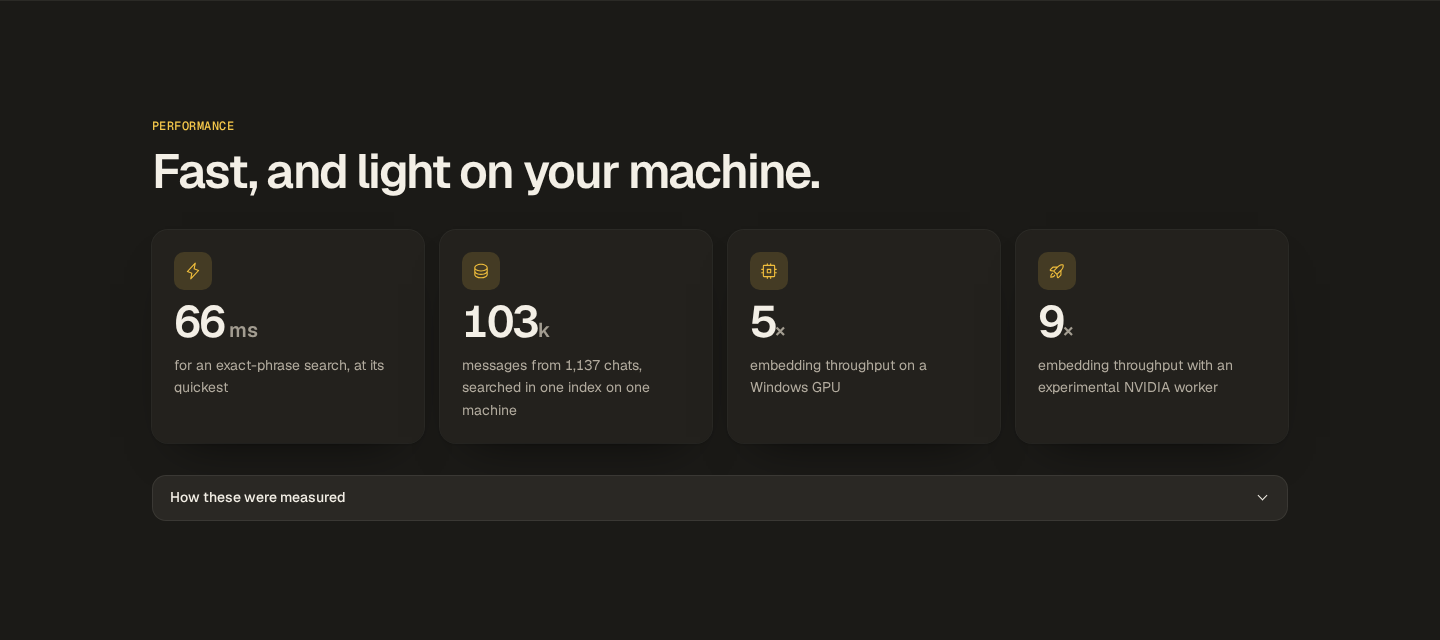 PERFORMANCE
Fast, and light on your machine.
66 ms
for an exact-phrase search, at its
quickest
103k
messages from 1,137 chats,
searched in one index on one
machine
5×
embedding throughput on a
Windows GPU
9×
embedding throughput with an
experimental NVIDIA worker
How these were measured